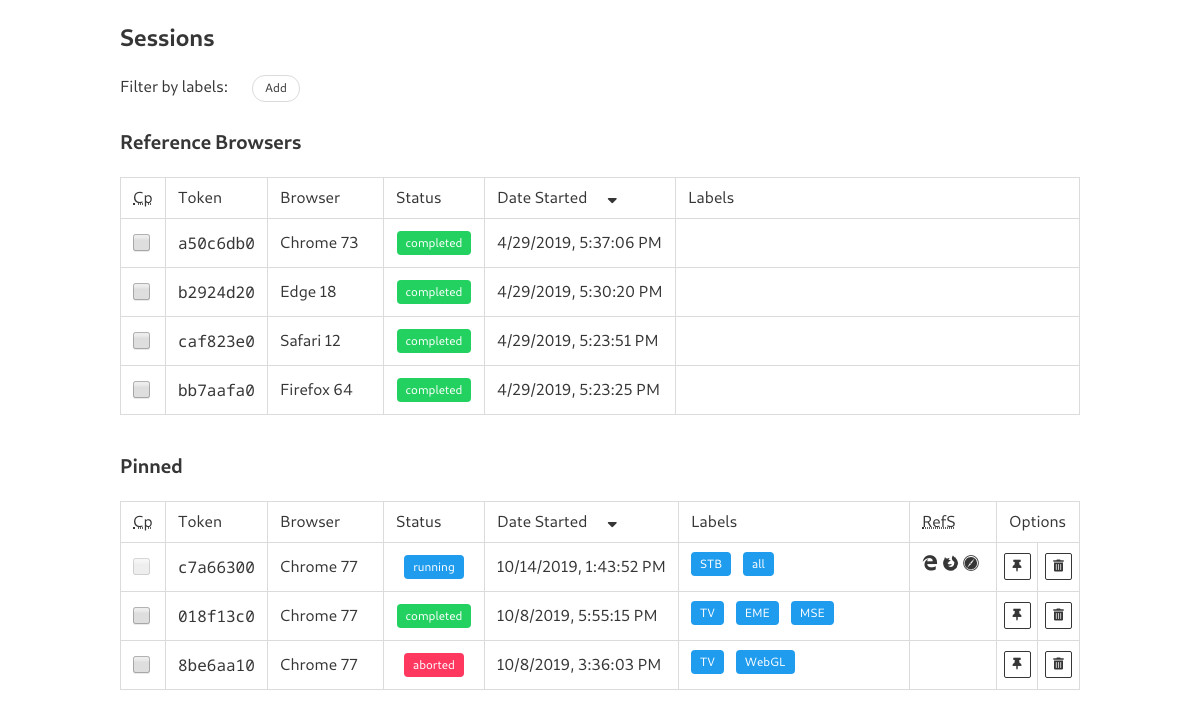 Sessions
Filter by labels: Add
Reference Browsers
Cp Token Browser Status Date Started Labels
a50c6db0 Chrome 73 completed 4/29/2019, 5:37:06 PM
b2924d20 Edge 18 completed 4/29/2019, 5:30:20 PM
caf823e0 Safari 12 completed 4/29/2019, 5:23:51 PM
bb7aafa0 Firefox 64 completed 4/29/2019, 5:23:25 PM
Pinned
Cp Token Browser Status Date Started Labels RefS Options
c7a66300 Chrome 77 running 10/14/2019, 1:43:52 PM STB all
018f13c0 Chrome 77 completed 10/8/2019, 5:55:15 PM TV EME MSE
8be6aa10 Chrome 77 aborted 10/8/2019, 3:36:03 PM TV WebGL